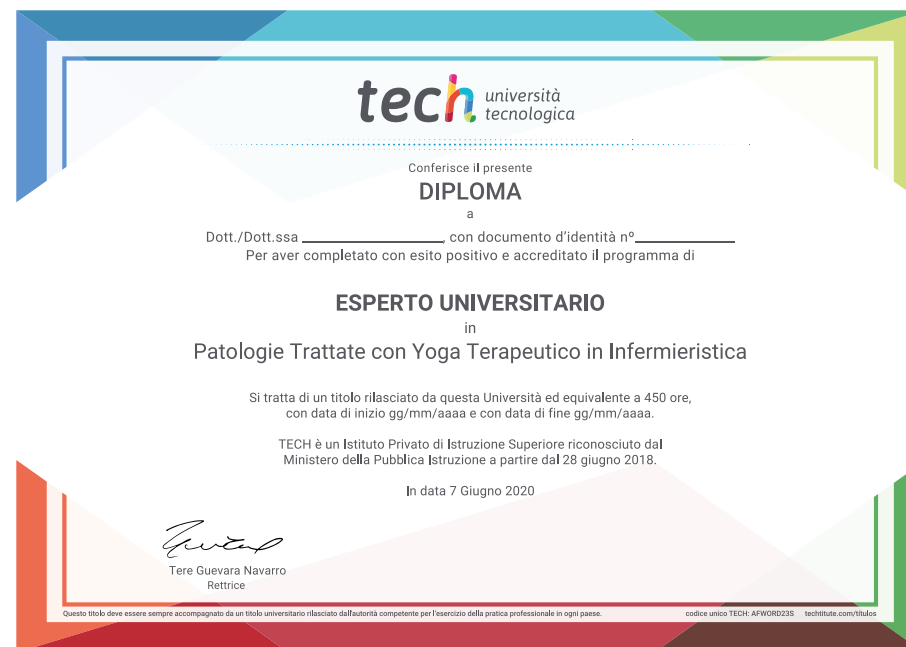 tech università
tecnologica
Conferisce il presente
DIPLOMA
a
Dott./Dott.ssa ____________________, con documento d'identità nº______________
Per aver completato con esito positivo e accreditato il programma di
ESPERTO UNIVERSITARIO
in
Patologie Trattate con Yoga Terapeutico in Infermieristica
Si tratta di un titolo rilasciato da questa Università ed equivalente a 450 ore,
con data di inizio gg/mm/aaaa e con data di fine gg/mm/aaaa.
TECH è un Istituto Privato di Istruzione Superiore riconosciuto dal
Ministero della Pubblica Istruzione a partire dal 28 giugno 2018.
In data 7 Giugno 2020
Tere Guevara Navarro
Rettrice
Questo titolo deve essere sempre accompagnato da un titolo universitario rilasciato dall'autorità competente per l'esercizio della pratica professionale in ogni paese. codice unico TECH: AFWORD23S techtitute.com/titulos